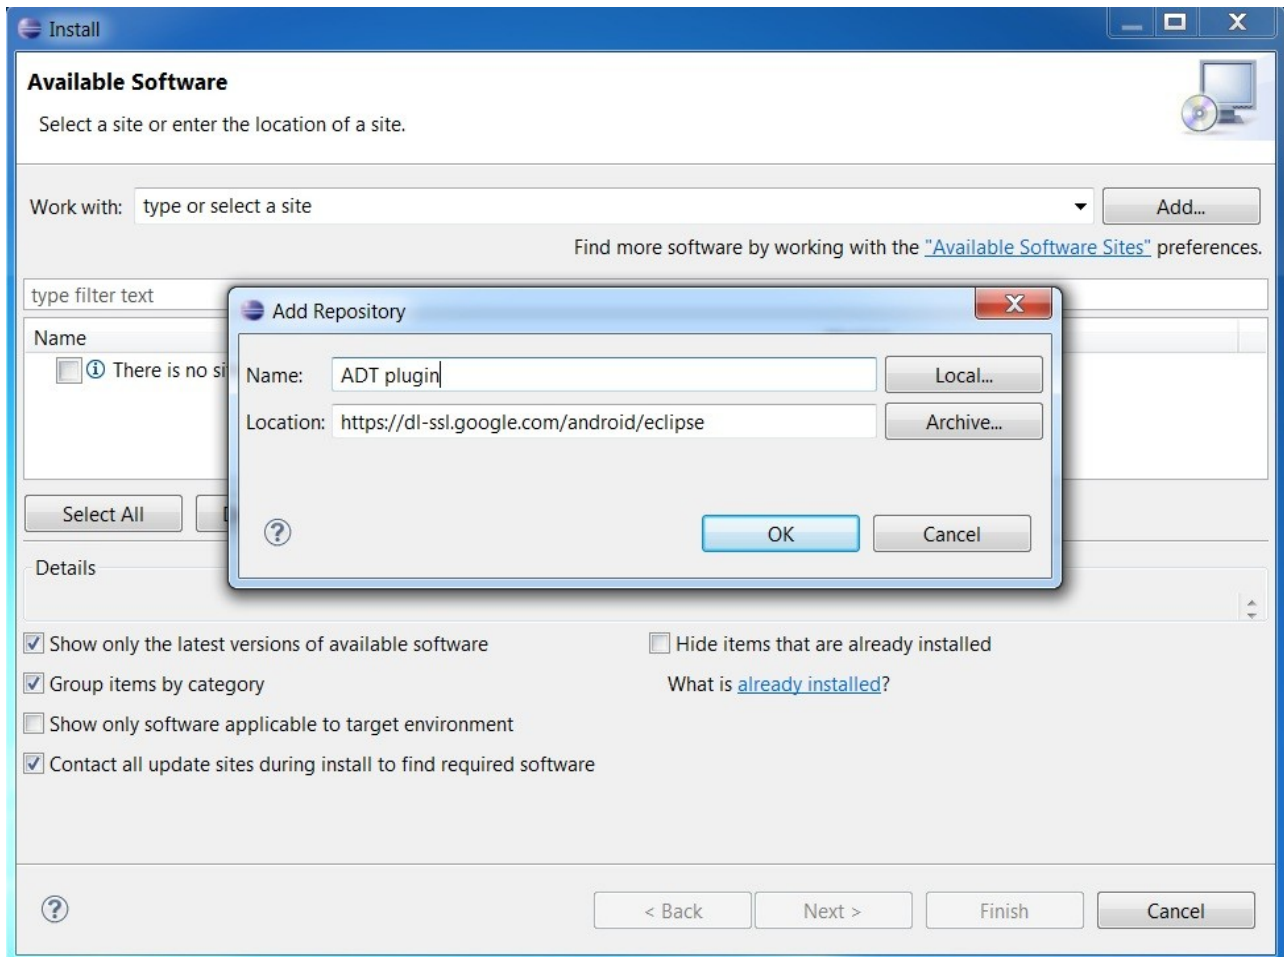 Install
Available Software
Select a site or enter the location of a site.
Work with: type or select a site Add...
Find more software by working with the "Available Software Sites" preferences.
type filter text
Name
There is no si
Add Repository
Name: ADT plugin Local...
Location: https://dl-ssl.google.com/android/eclipse Archive...
OK Cancel
Select All
Details
Show only the latest versions of available software Hide items that are already installed
Group items by category What is already installed?
Show only software applicable to target environment
Contact all update sites during install to find required software
< Back Next > Finish Cancel